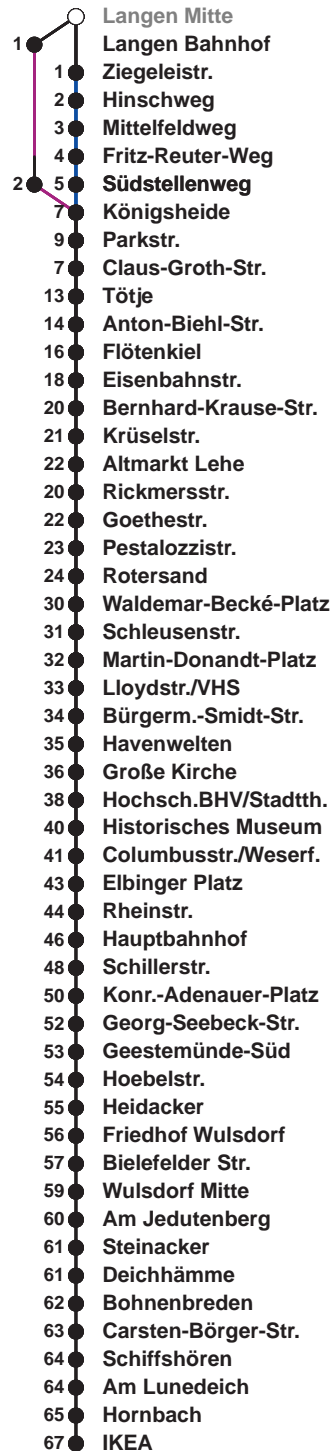 Langen Mitte
1 Langen Bahnhof
1 Ziegeleistr.
2 Hinschweg
3 Mittelfeldweg
4 Fritz-Reuter-Weg
2 5 Südstellenweg
7 Königsheide
9 Parkstr.
7 Claus-Groth-Str.
13 Tötje
14 Anton-Biehl-Str.
16 Flötenkiel
18 Eisenbahnstr.
20 Bernhard-Krause-Str.
21 Krüselstr.
22 Altmarkt Lehe
20 Rickmersstr.
22 Goethestr.
23 Pestalozzistr.
24 Rotersand
30 Waldemar-Becké-Platz
31 Schleusenstr.
32 Martin-Donandt-Platz
33 Lloydstr./VHS
34 Bürgerm.-Smidt-Str.
35 Havenwelten
36 Große Kirche
38 Hochsch.BHV/Stadtth.
40 Historisches Museum
41 Columbusstr./Weserf.
43 Elbinger Platz
44 Rheinstr.
46 Hauptbahnhof
48 Schillerstr.
50 Konr.-Adenauer-Platz
52 Georg-Seebeck-Str.
53 Geestemünde-Süd
54 Hoebelstr.
55 Heidacker
56 Friedhof Wulsdorf
57 Bielefelder Str.
59 Wulsdorf Mitte
60 Am Jedutenberg
61 Steinacker
61 Deichhämme
62 Bohnenbreden
63 Carsten-Börger-Str.
64 Schiffshören
64 Am Lunedeich
65 Hornbach
67 IKEA